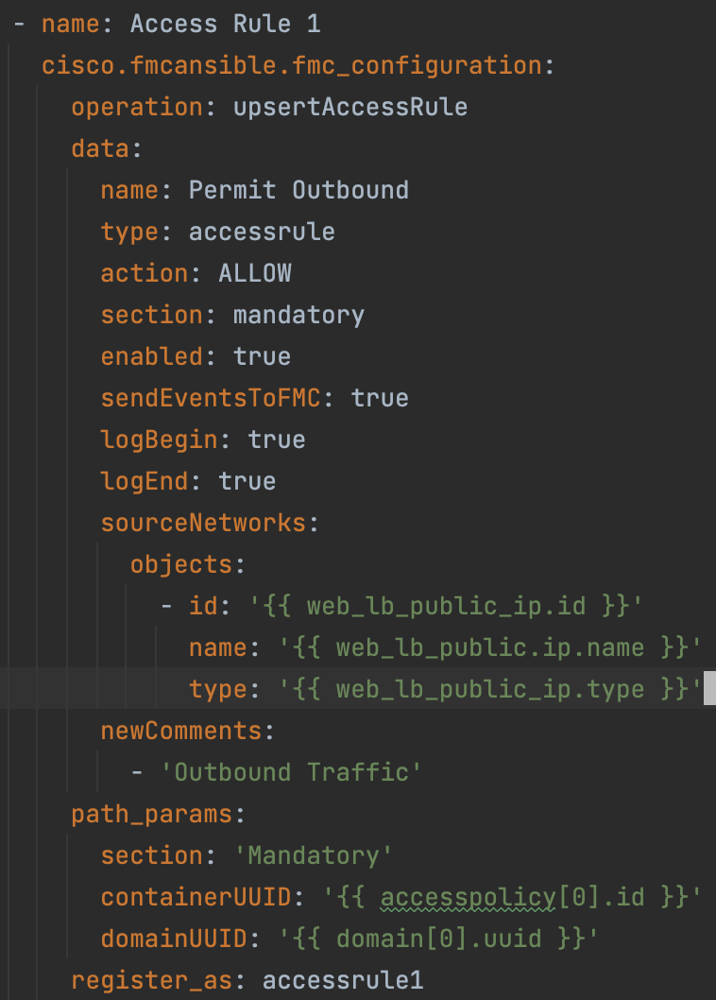 - name: Access Rule 1
  cisco.fmcansible.fmc_configuration:
    operation: upsertAccessRule
    data:
      name: Permit Outbound
      type: accessrule
      action: ALLOW
      section: mandatory
      enabled: true
      sendEventsToFMC: true
      logBegin: true
      logEnd: true
      sourceNetworks:
        objects:
          - id: '{{ web_lb_public_ip.id }}'
            name: '{{ web_lb_public.ip.name }}'
            type: '{{ web_lb_public_ip.type }}'
      newComments:
        - 'Outbound Traffic'
    path_params:
      section: 'Mandatory'
      containerUUID: '{{ accesspolicy[0].id }}'
      domainUUID: '{{ domain[0].uuid }}'
    register_as: accessrule1